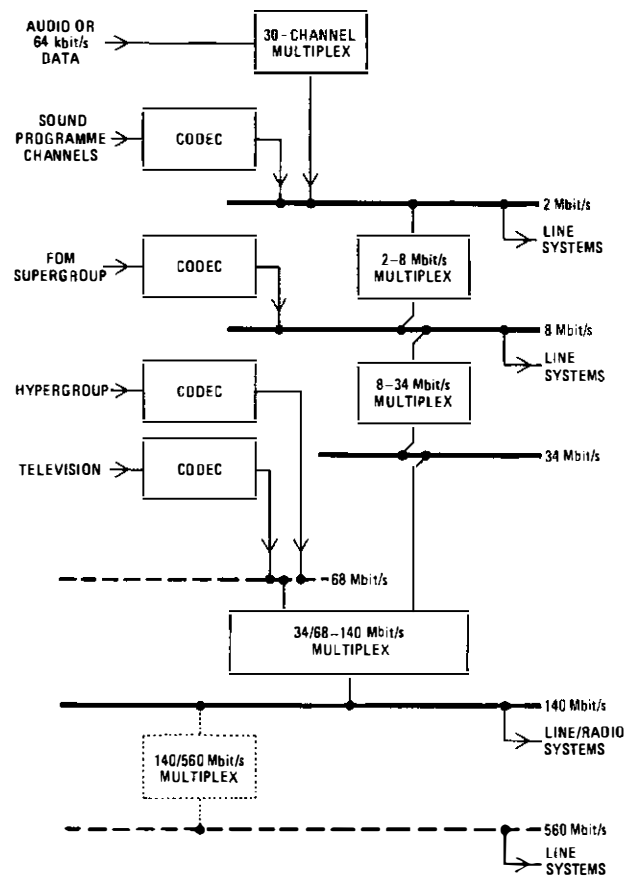 AUDIO OR
64 kbit/s
DATA
30-CHANNEL
MULTIPLEX
SOUND
PROGRAMME
CHANNELS
CODEC
2 Mbit/s
LINE
SYSTEMS
FDM
SUPERGROUP
CODEC
2-8 Mbit/s
MULTIPLEX
8 Mbit/s
LINE
SYSTEMS
HYPERGROUP
CODEC
8-34 Mbit/s
MULTIPLEX
TELEVISION
CODEC
34 Mbit/s
68 Mbit/s
34/68-140 Mbit/s
MULTIPLEX
140 Mbit/s
LINE/RADIO
SYSTEMS
140/560 Mbit/s
MULTIPLEX
560 Mbit/s
LINE
SYSTEMS